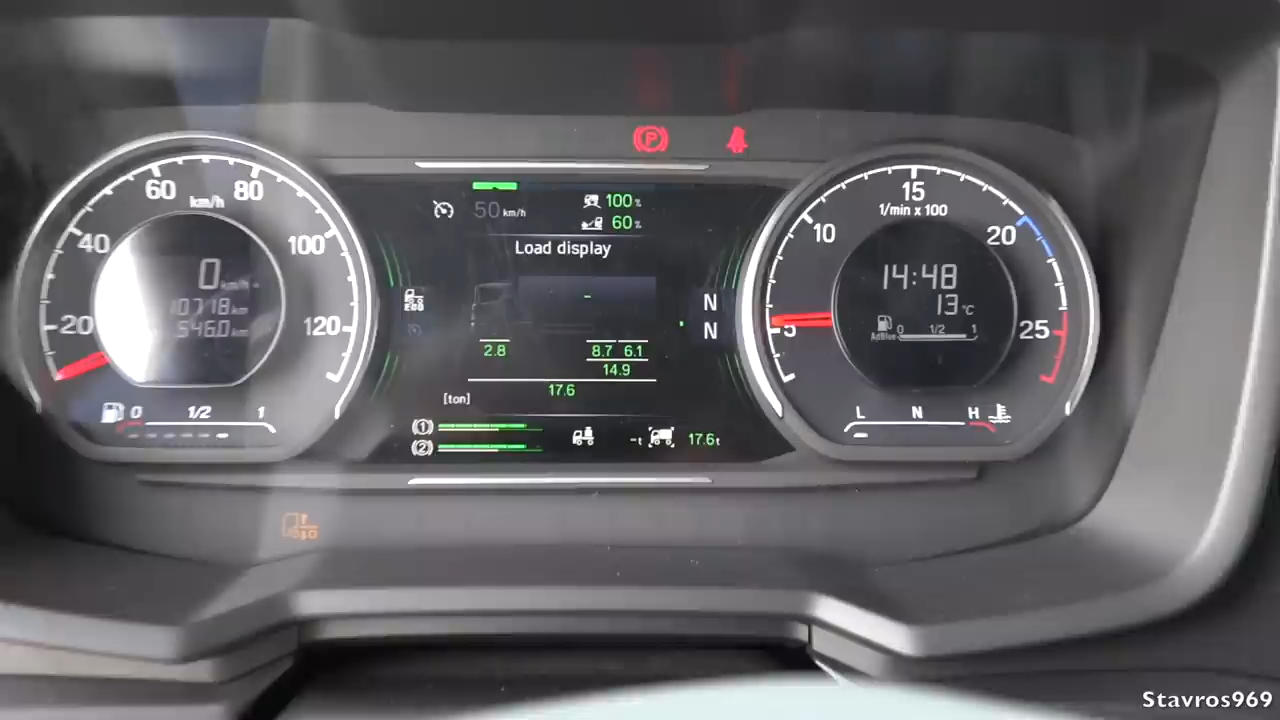 60 80
km/h
40 100
20 120
0 km/h
10718 km
546.0 km
0 1/2 1
P
50 km/h
100%
60%
Load display
ECO
N
N
2.8 8.7 6.1
14.9
17.6
[ton]
(1)
(2)
-t 17.6t
15
1/min x 100
10 20
5 25
14:48
13 °C
AdBlue 0 1/2 1
L N H
Stavros969